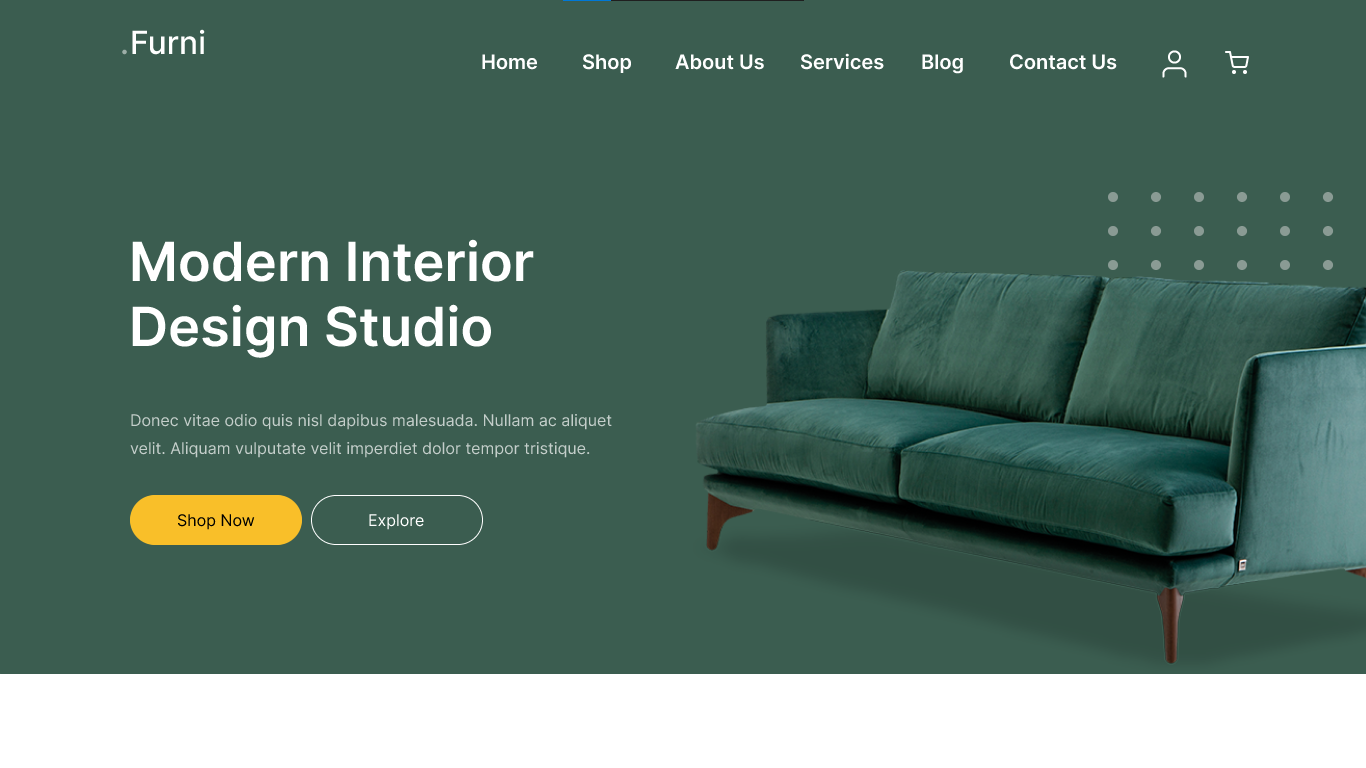 .Furni
Home Shop About Us Services Blog Contact Us
Modern Interior
Design Studio
Donec vitae odio quis nisl dapibus malesuada. Nullam ac aliquet
velit. Aliquam vulputate velit imperdiet dolor tempor tristique.
Shop Now Explore